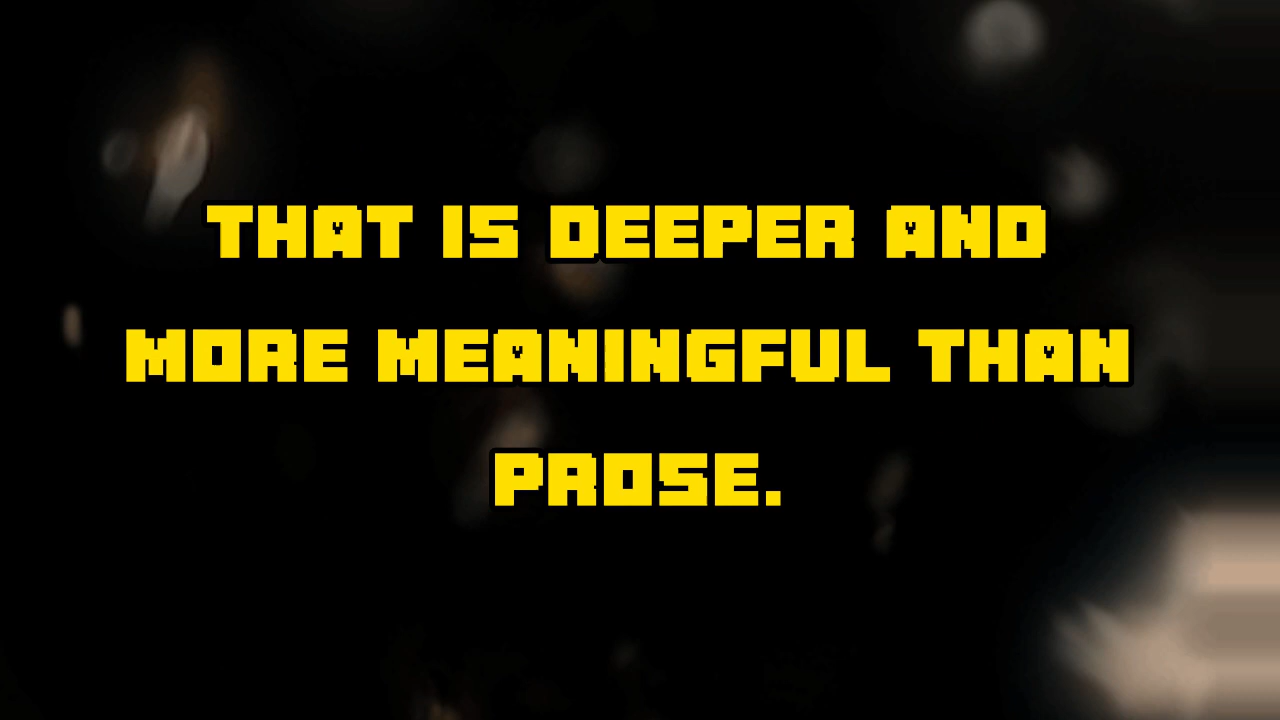 THAT IS DEEPER AND
MORE MEANINGFUL THAN
PROSE.